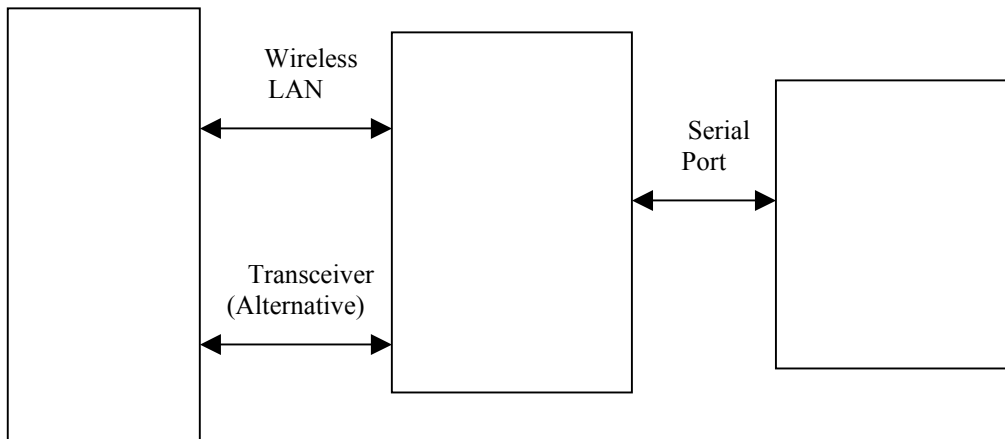 Wireless
LAN
Serial
Port
Transceiver
(Alternative)